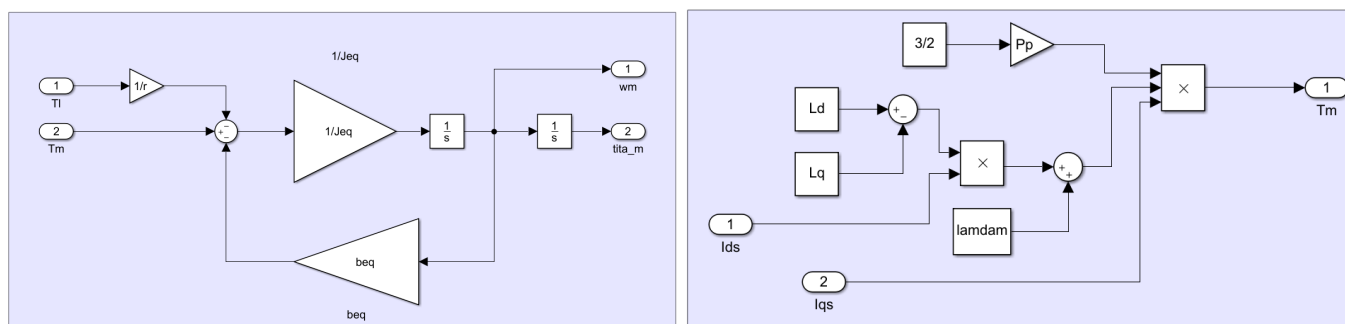 1/Jeq
1
Tl
1/r
2
Tm
+
−
−
1/Jeq
1
s
1
s
1
wm
2
tita_m
beq
beq
3/2
Pp
Ld
+
−
Lq
×
+
+
lamdam
×
1
Tm
1
Ids
2
Iqs